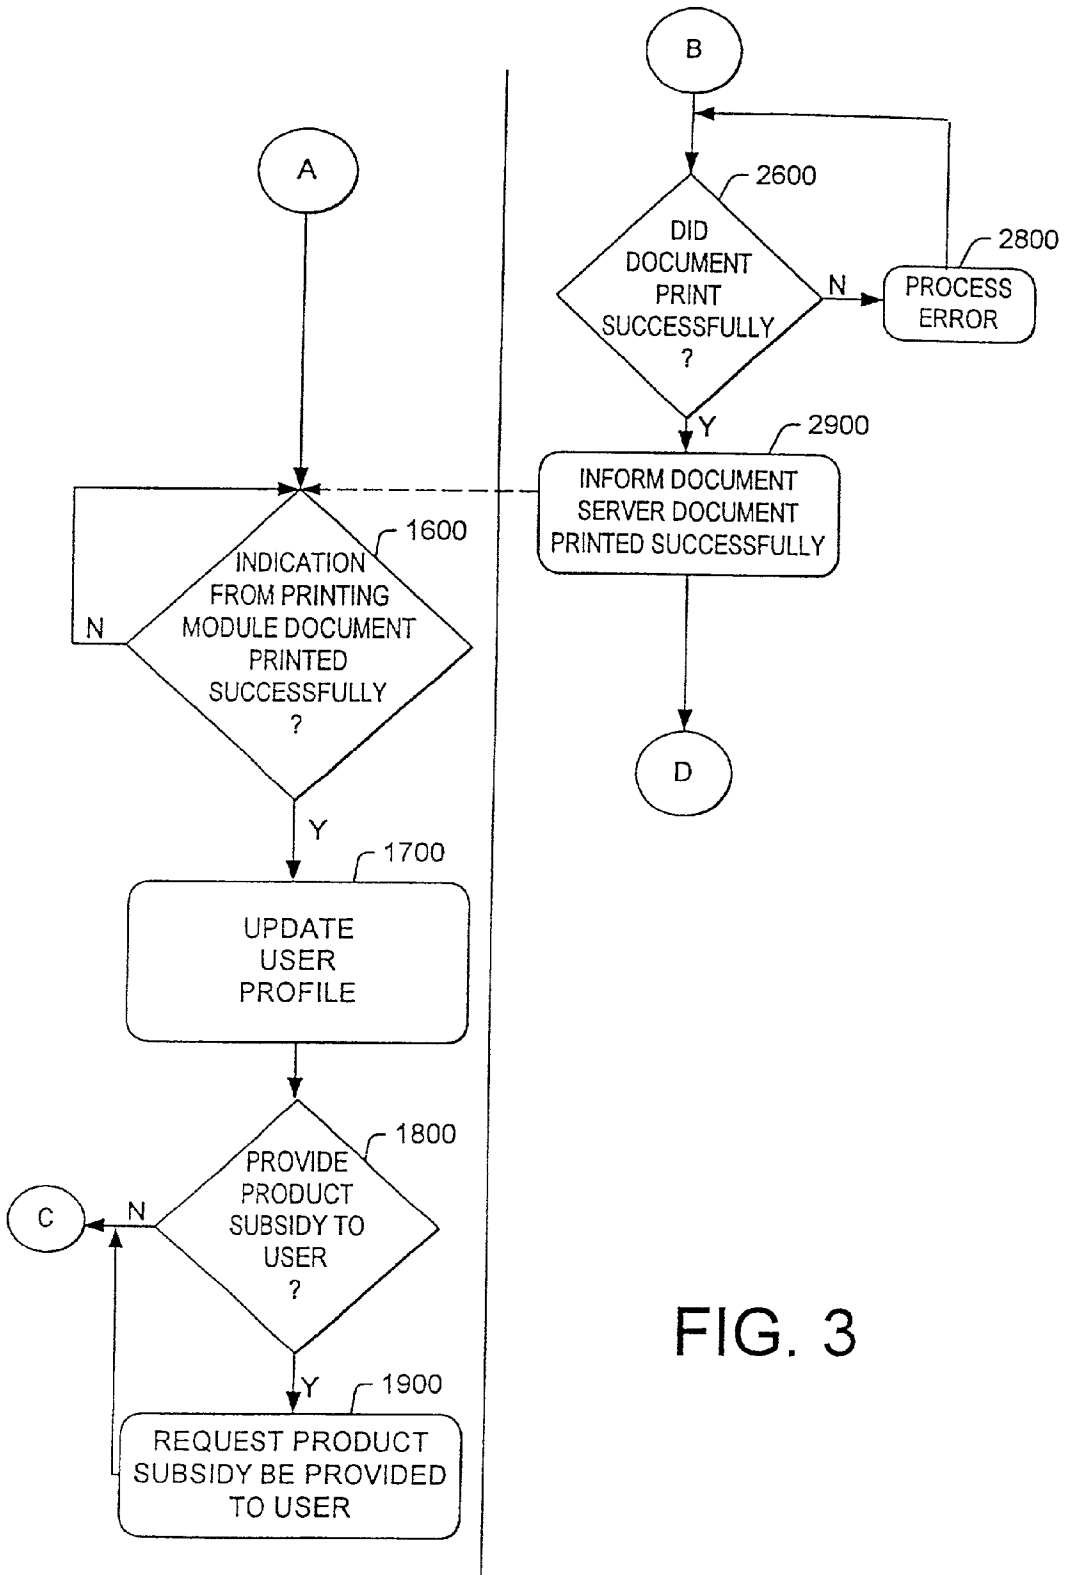 A
1600
INDICATION
FROM PRINTING
MODULE DOCUMENT
PRINTED
SUCCESSFULLY
?
N
Y
1700
UPDATE
USER
PROFILE
1800
PROVIDE
PRODUCT
SUBSIDY TO
USER
?
N
C
Y
1900
REQUEST PRODUCT
SUBSIDY BE PROVIDED
TO USER
B
2600
DID
DOCUMENT
PRINT
SUCCESSFULLY
?
N
2800
PROCESS
ERROR
Y
2900
INFORM DOCUMENT
SERVER DOCUMENT
PRINTED SUCCESSFULLY
D
FIG. 3